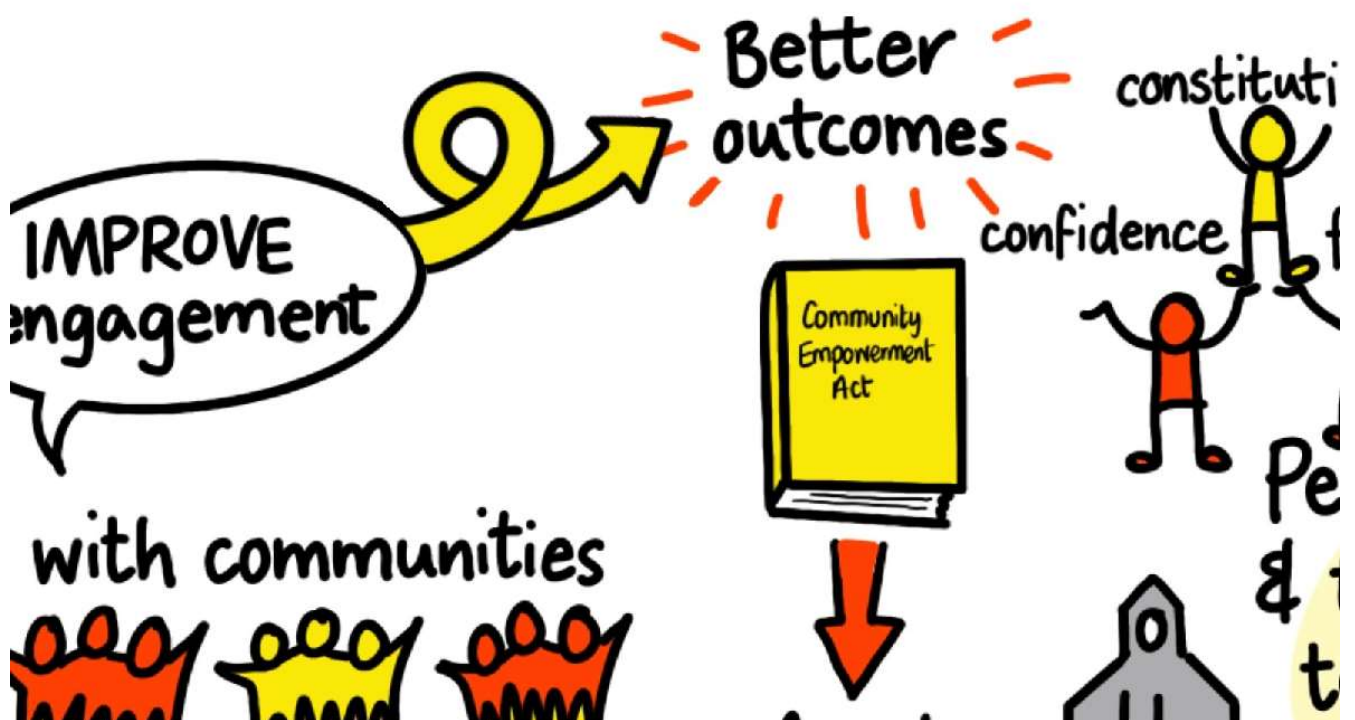 Better
outcomes
IMPROVE
engagement
with communities
Community
Empowerment
Act
constituti
confidence
Pe
&